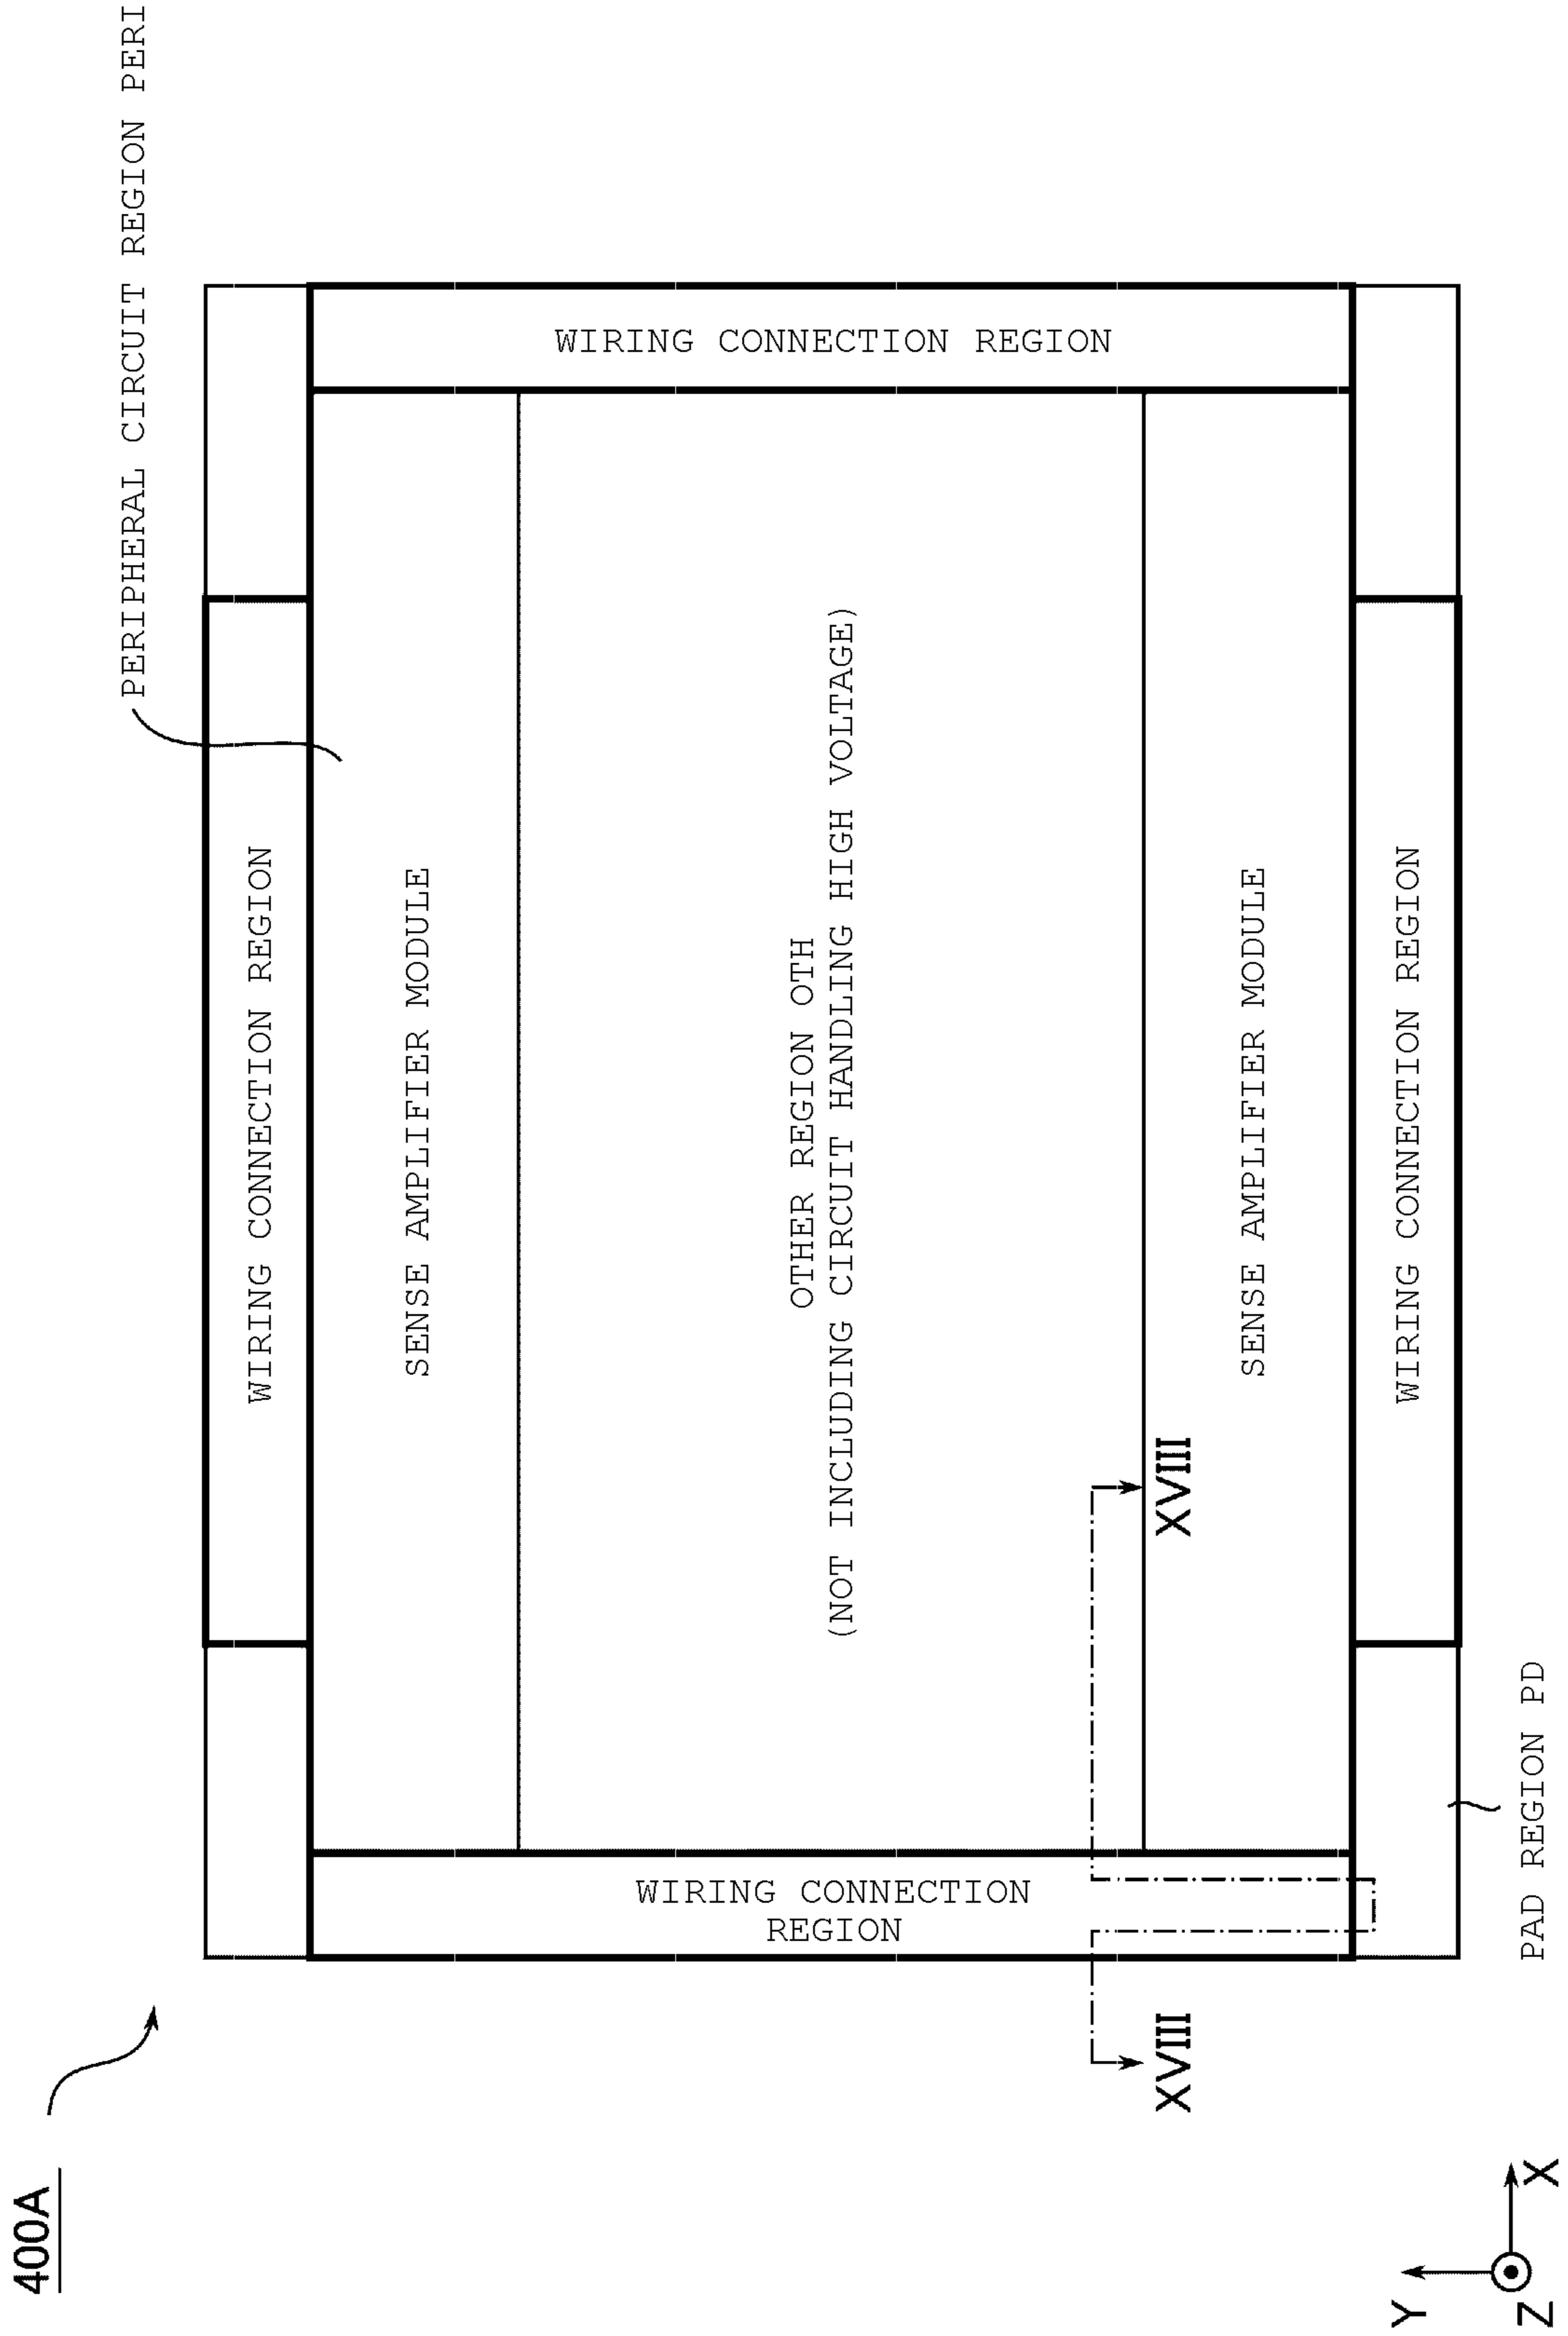 400A
PERIPHERAL CIRCUIT REGION PERI
WIRING CONNECTION REGION
SENSE AMPLIFIER MODULE
WIRING CONNECTION
REGION
OTHER REGION OTH
(NOT INCLUDING CIRCUIT HANDLING HIGH VOLTAGE)
WIRING CONNECTION REGION
XVIII
XVIII
SENSE AMPLIFIER MODULE
WIRING CONNECTION REGION
PAD REGION PD
Y
Z
X